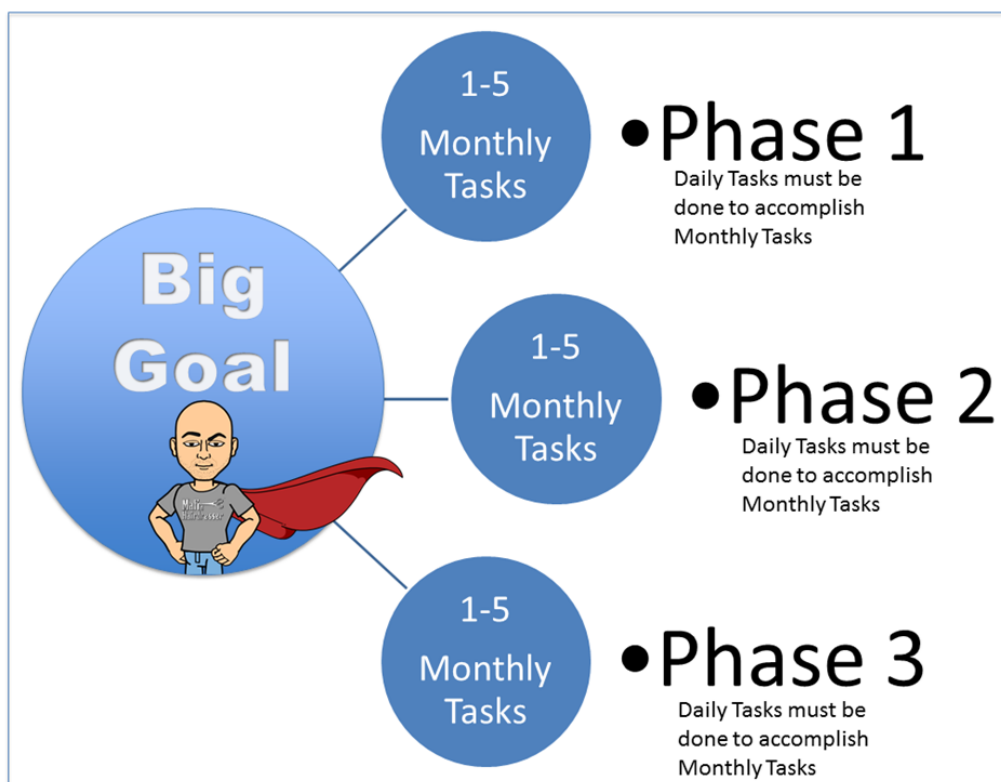 Big
Goal
Male
Hairdresser
1-5
Monthly
Tasks
•Phase 1
Daily Tasks must be
done to accomplish
Monthly Tasks
1-5
Monthly
Tasks
•Phase 2
Daily Tasks must be
done to accomplish
Monthly Tasks
1-5
Monthly
Tasks
•Phase 3
Daily Tasks must be
done to accomplish
Monthly Tasks